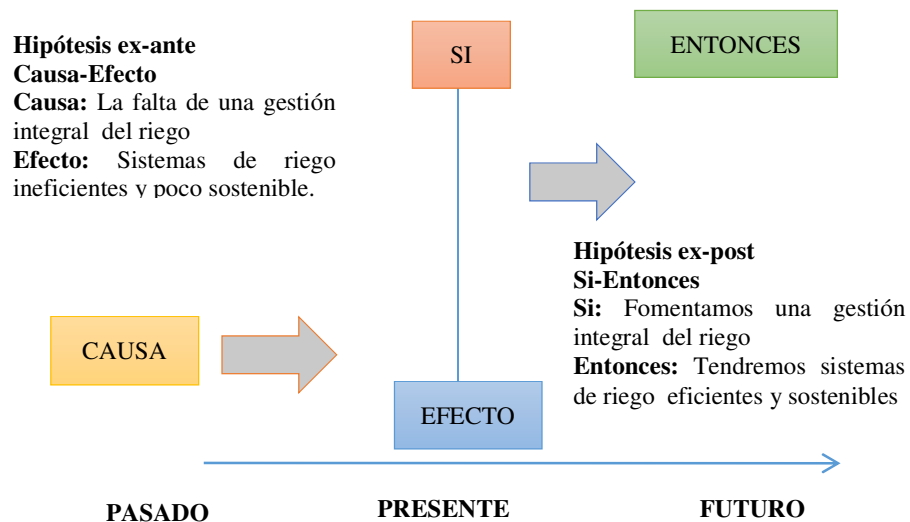 Hipótesis ex-ante
Causa-Efecto
Causa: La falta de una gestión
integral del riego
Efecto: Sistemas de riego
ineficientes y poco sostenible.
SI
ENTONCES
Hipótesis ex-post
Si-Entonces
Si: Fomentamos una gestión
integral del riego
Entonces: Tendremos sistemas
de riego eficientes y sostenibles
CAUSA
EFECTO
PASADO
PRESENTE
FUTURO